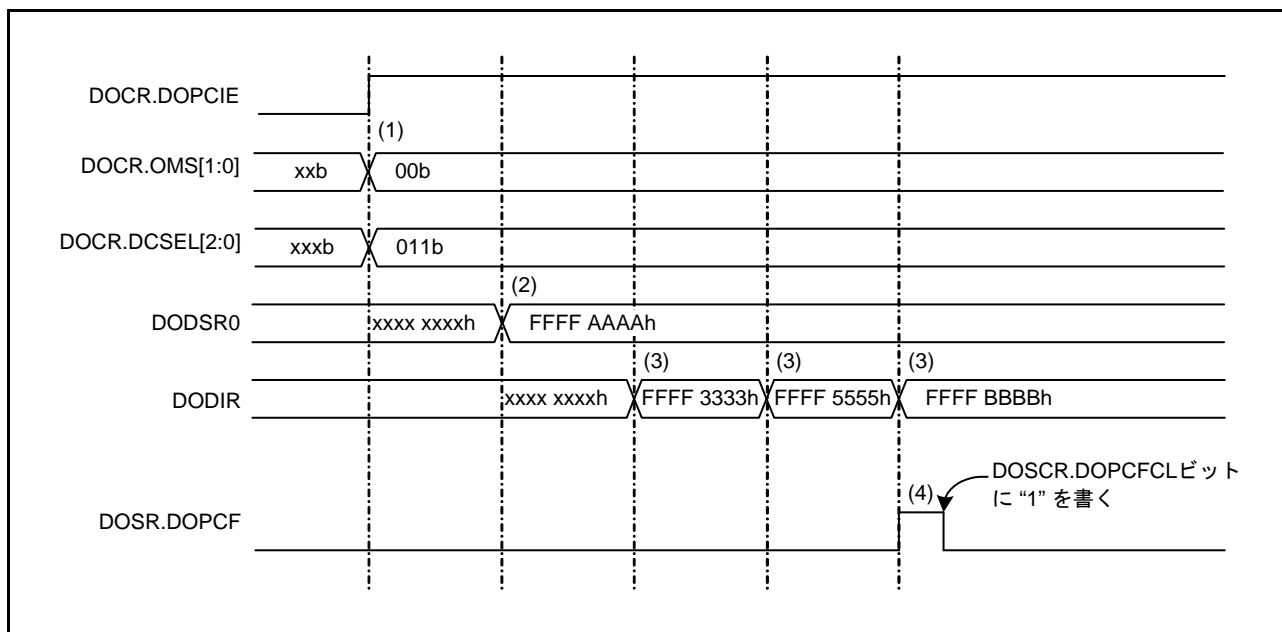 DOCR.DOPCIE
(1)
DOCR.OMS[1:0] xxb 00b
DOCR.DCSEL[2:0] xxxb 011b
(2)
DODSR0 xxxx xxxxh FFFF AAAAh
(3) (3) (3)
DODIR xxxx xxxxh FFFF 3333h FFFF 5555h FFFF BBBBh
DOSCR.DOPCFCLビット
に “1” を書く
(4)
DOSR.DOPCF